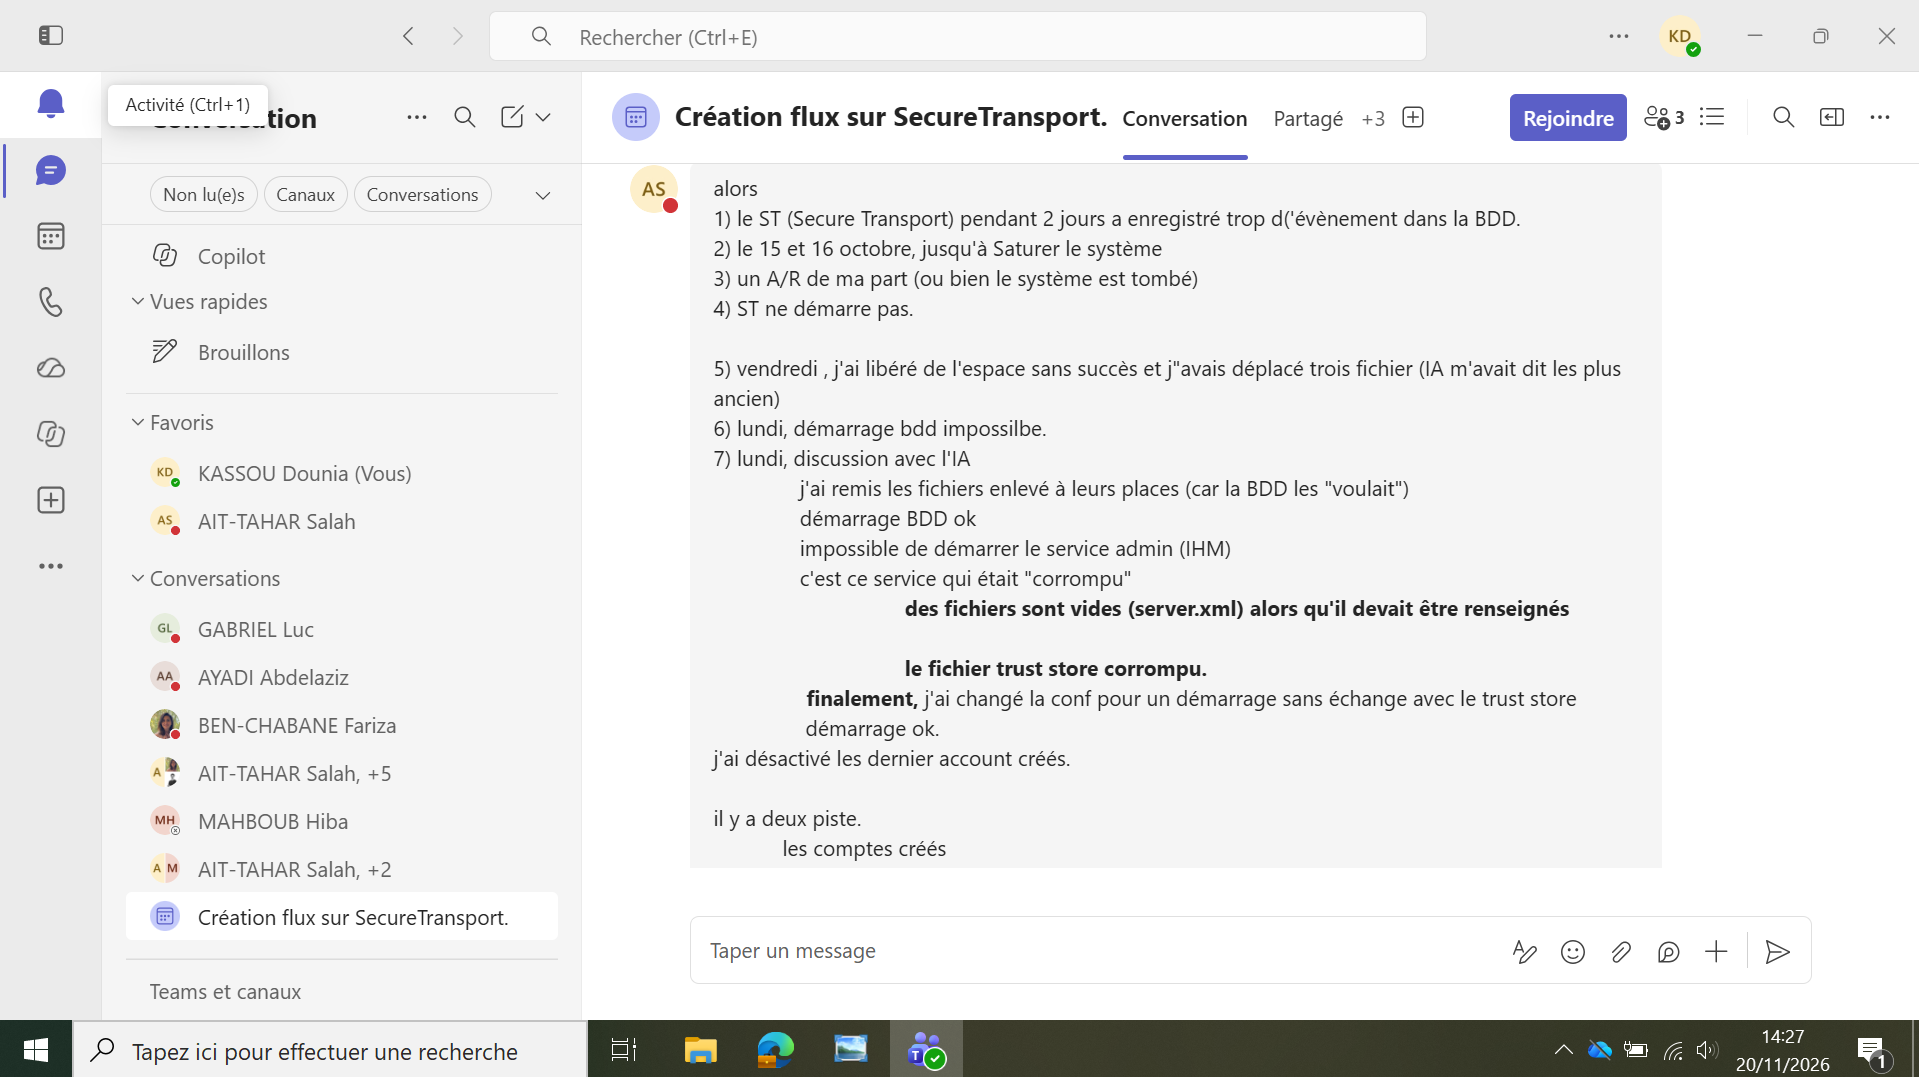 Rechercher (Ctrl+E)
KD
Activité (Ctrl+1)
Conversation
Non lu(e)s
Canaux
Conversations
Copilot
Vues rapides
Brouillons
Favoris
KD
KASSOU Dounia (Vous)
AS
AIT-TAHAR Salah
Conversations
GL
GABRIEL Luc
AA
AYADI Abdelaziz
BEN-CHABANE Fariza
A
AIT-TAHAR Salah, +5
MH
MAHBOUB Hiba
A M
AIT-TAHAR Salah, +2
Création flux sur SecureTransport.
Teams et canaux
Création flux sur SecureTransport.
Conversation
Partagé
+3
Rejoindre
3
AS
alors
1) le ST (Secure Transport) pendant 2 jours a enregistré trop d('évènement dans la BDD.
2) le 15 et 16 octobre, jusqu'à Saturer le système
3) un A/R de ma part (ou bien le système est tombé)
4) ST ne démarre pas.
5) vendredi , j'ai libéré de l'espace sans succès et j"avais déplacé trois fichier (IA m'avait dit les plus
ancien)
6) lundi, démarrage bdd impossilbe.
7) lundi, discussion avec l'IA
j'ai remis les fichiers enlevé à leurs places (car la BDD les "voulait")
démarrage BDD ok
impossible de démarrer le service admin (IHM)
c'est ce service qui était "corrompu"
des fichiers sont vides (server.xml) alors qu'il devait être renseignés
le fichier trust store corrompu.
finalement, j'ai changé la conf pour un démarrage sans échange avec le trust store
démarrage ok.
j'ai désactivé les dernier account créés.
il y a deux piste.
les comptes créés
Taper un message
Tapez ici pour effectuer une recherche
T
14:27
20/11/2026
1